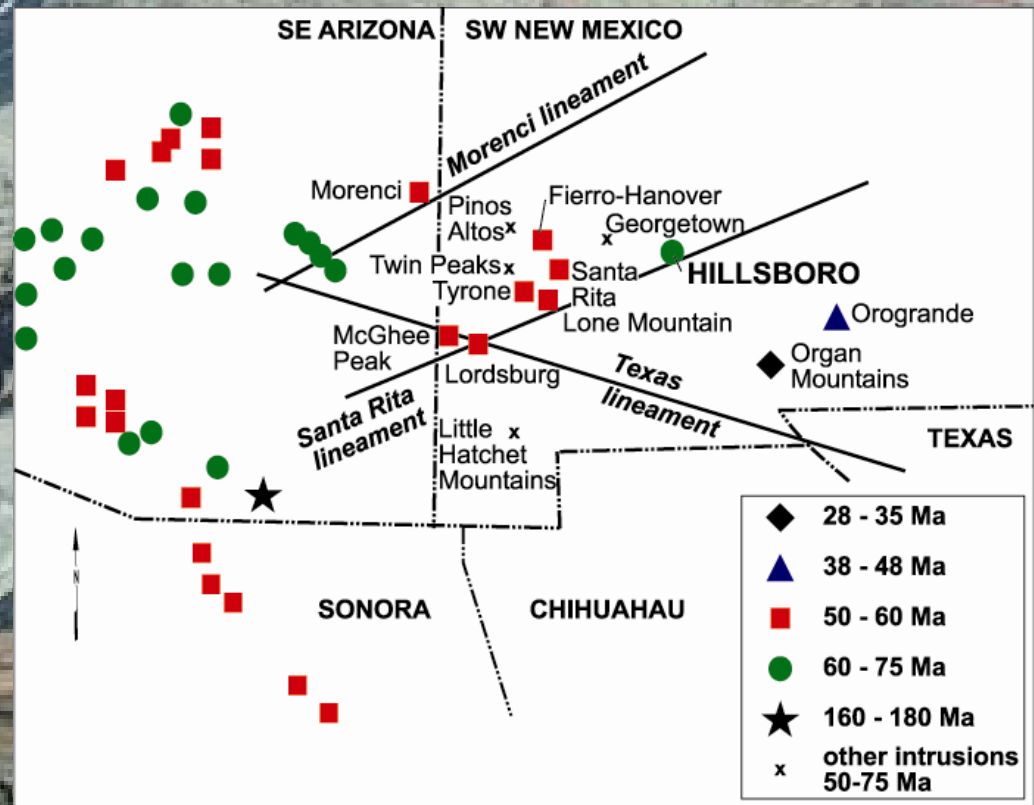 SE ARIZONA
SW NEW MEXICO
Morenci lineament
Morenci
Pinos
Altos x
Fierro-Hanover
Georgetown
x
Twin Peaks x
Tyrone
Santa
Rita
HILLSBORO
Lone Mountain
Orogrande
McGhee
Peak
Lordsburg
Organ
Mountains
Texas
lineament
Santa Rita
lineament
Little x
Hatchet
Mountains
TEXAS
N
SONORA
CHIHUAHAU
28 - 35 Ma
38 - 48 Ma
50 - 60 Ma
60 - 75 Ma
160 - 180 Ma
x other intrusions
50-75 Ma